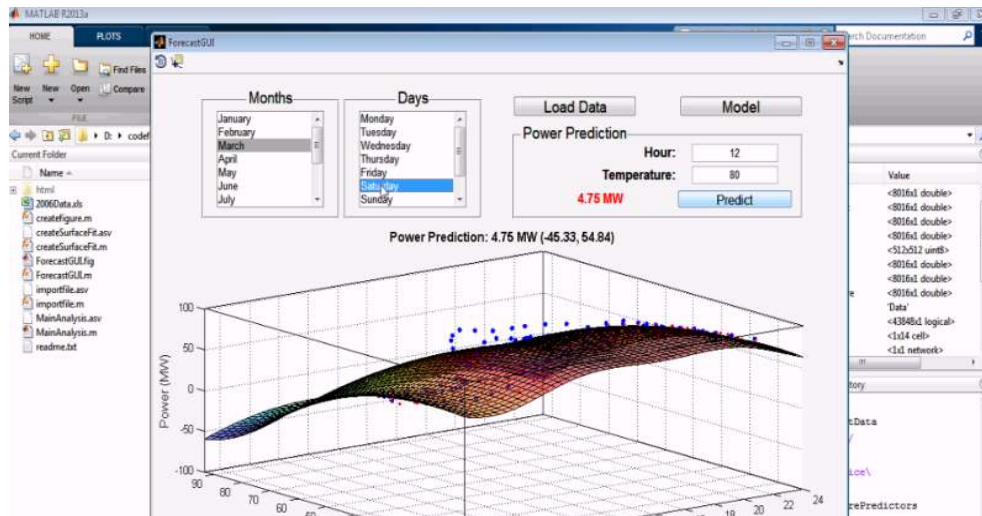 MATLAB R2013a
HOME
PLOTS
ForecastGUI
Search Documentation
New Script
New
Open
Find Files
Compare
FILE
D: ▸ codef
Current Folder
Name
html
2006Data.xls
createfigure.m
createSurfaceFit.asv
createSurfaceFit.m
ForecastGUI.fig
ForecastGUI.m
importfile.asv
importfile.m
MainAnalysis.asv
MainAnalysis.m
readme.txt
Months
January
February
March
April
May
June
July
Days
Monday
Tuesday
Wednesday
Thursday
Friday
Saturday
Sunday
Load Data
Model
Power Prediction
Hour:
12
Temperature:
80
4.75 MW
Predict
Power Prediction: 4.75 MW (-45.33, 54.84)
Power (MW)
100
50
0
-50
-100
90
80
70
60
18
20
22
24
Value
<8016x1 double>
<8016x1 double>
<8016x1 double>
<8016x1 double>
<512x512 uint8>
<8016x1 double>
<8016x1 double>
<8016x1 double>
'Data'
<43848x1 logical>
<1x14 cell>
<1x1 network>
tory
tData
ice\
rePredictors